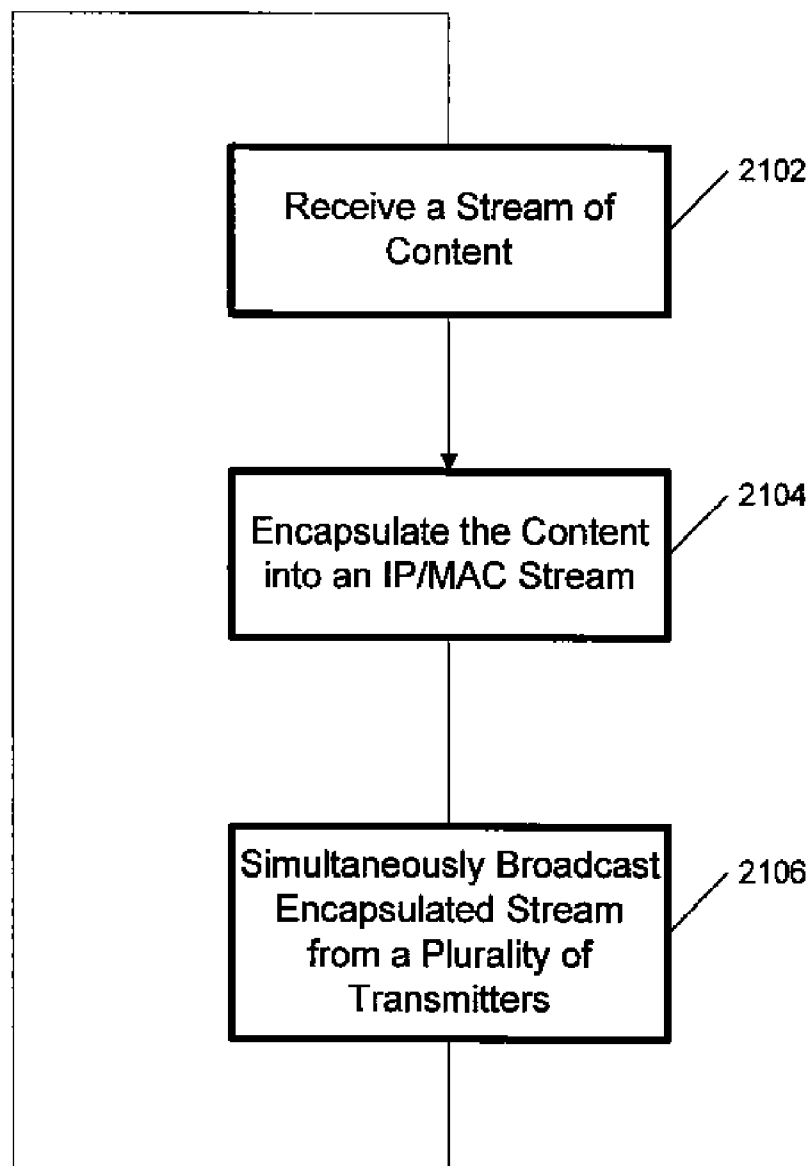 Receive a Stream of
Content
2102
Encapsulate the Content
into an IP/MAC Stream
2104
Simultaneously Broadcast
Encapsulated Stream
from a Plurality of
Transmitters
2106